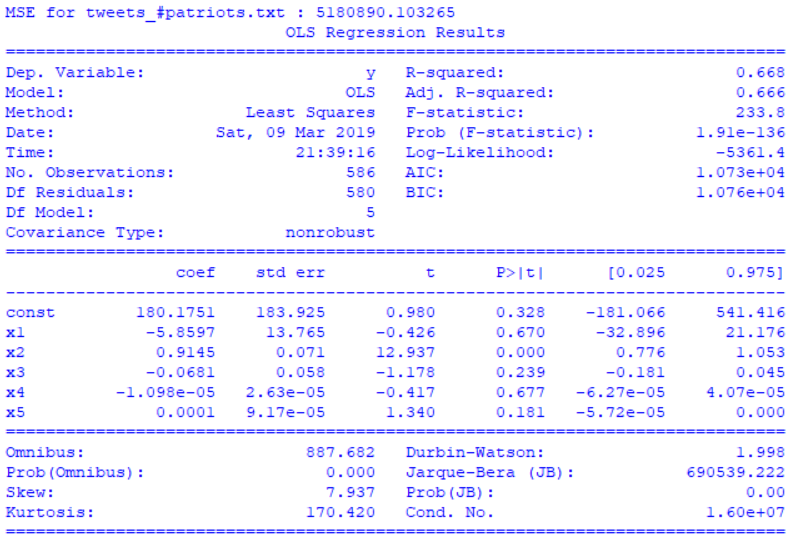 MSE for tweets_#patriots.txt : 5180890.103265
                            OLS Regression Results
==============================================================================
Dep. Variable:                      y   R-squared:                       0.668
Model:                            OLS   Adj. R-squared:                  0.666
Method:                 Least Squares   F-statistic:                     233.8
Date:                Sat, 09 Mar 2019   Prob (F-statistic):          1.91e-136
Time:                        21:39:16   Log-Likelihood:                -5361.4
No. Observations:                 586   AIC:                         1.073e+04
Df Residuals:                     580   BIC:                         1.076e+04
Df Model:                           5
Covariance Type:            nonrobust
==============================================================================
                 coef    std err          t      P>|t|      [0.025      0.975]
------------------------------------------------------------------------------
const        180.1751    183.925      0.980      0.328    -181.066     541.416
x1            -5.8597     13.765     -0.426      0.670     -32.896      21.176
x2             0.9145      0.071     12.937      0.000       0.776       1.053
x3            -0.0681      0.058     -1.178      0.239      -0.181       0.045
x4         -1.098e-05   2.63e-05     -0.417      0.677   -6.27e-05    4.07e-05
x5             0.0001   9.17e-05      1.340      0.181   -5.72e-05       0.000
==============================================================================
Omnibus:                      887.682   Durbin-Watson:                   1.998
Prob(Omnibus):                  0.000   Jarque-Bera (JB):           690539.222
Skew:                           7.937   Prob(JB):                         0.00
Kurtosis:                     170.420   Cond. No.                     1.60e+07
==============================================================================